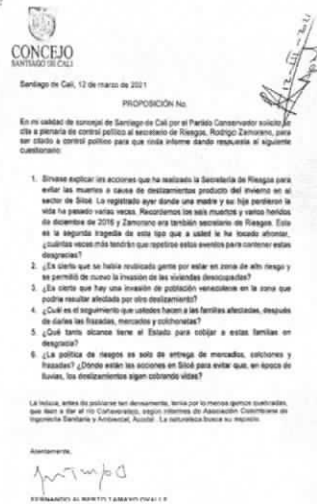 CONCEJO
SANTIAGO DE CALI
Santiago de Cali, 12 de marzo de 2021
PROPOSICIÓN No.
En mi calidad de concejal de Santiago de Cali por el Partido Conservador solicito se
cita a plenaria de control político al secretario de Riesgos, Rodrigo Zamorano, para
ser citado a control político para que rinda informe dando respuesta al siguiente
cuestionario:
1. Sírvase explicar las acciones que ha realizado la Secretaría de Riesgos para
evitar las muertes a causa de deslizamientos producto del invierno en el
sector de Siloé. Lo registrado ayer donde una madre y su hija perdieron la
vida ha pasado varias veces. Recordemos los seis muertos y varios heridos
de diciembre de 2016 y Zamorano era también secretario de Riesgos. Esta
es la segunda tragedia de este tipo que a usted le ha tocado afrontar,
¿cuántas veces más tendrán que repetirse estos eventos para contener estas
desgracias?
2. ¿Es cierto que se había reubicado gente por estar en zona de alto riesgo y
se permitió de nuevo la invasión de las viviendas desocupadas?
3. ¿Es cierto que hay una invasión de población venezolana en la zona que
podría resultar afectada por otro deslizamiento?
4. ¿Cuál es el seguimiento que ustedes hacen a las familias afectadas, después
de darles las frazadas, mercados y colchonetas?
5. ¿Qué tanto alcance tiene el Estado para cobijar a estas familias en
desgracia?
6. ¿La política de riesgos es solo de entrega de mercados, colchones y
frazadas? ¿Dónde están las acciones en Siloé para evitar que, en época de
lluvias, los deslizamientos sigan cobrando vidas?
La ladera, antes de poblarse tan densamente, tenía por lo menos quince quebradas,
que iban a dar al río Cañaveralejo, según informes de Asociación Colombiana de
Ingeniería Sanitaria y Ambiental, Acodal. La naturaleza busca su espacio.
Atentamente,
FERNANDO ALBERTO TAMAYO OVALLE